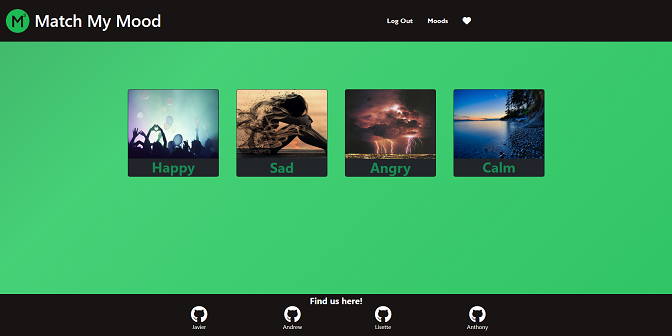 M Match My Mood
Log Out Moods
Happy Sad Angry Calm
Find us here!
Javier Andrew Lisette Anthony